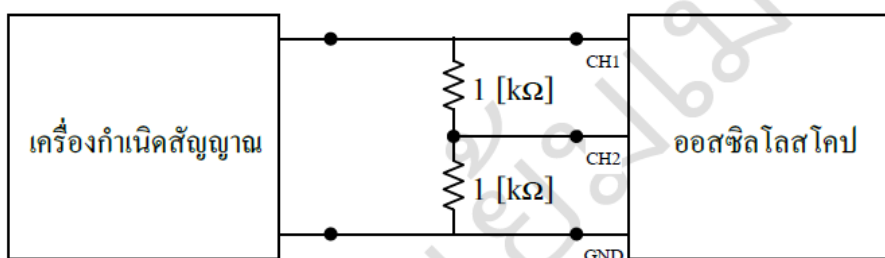 เครื่องกำเนิดสัญญาณ
CH1
1 [kΩ]
CH2
1 [kΩ]
GND
ออสซิลโลสโคป